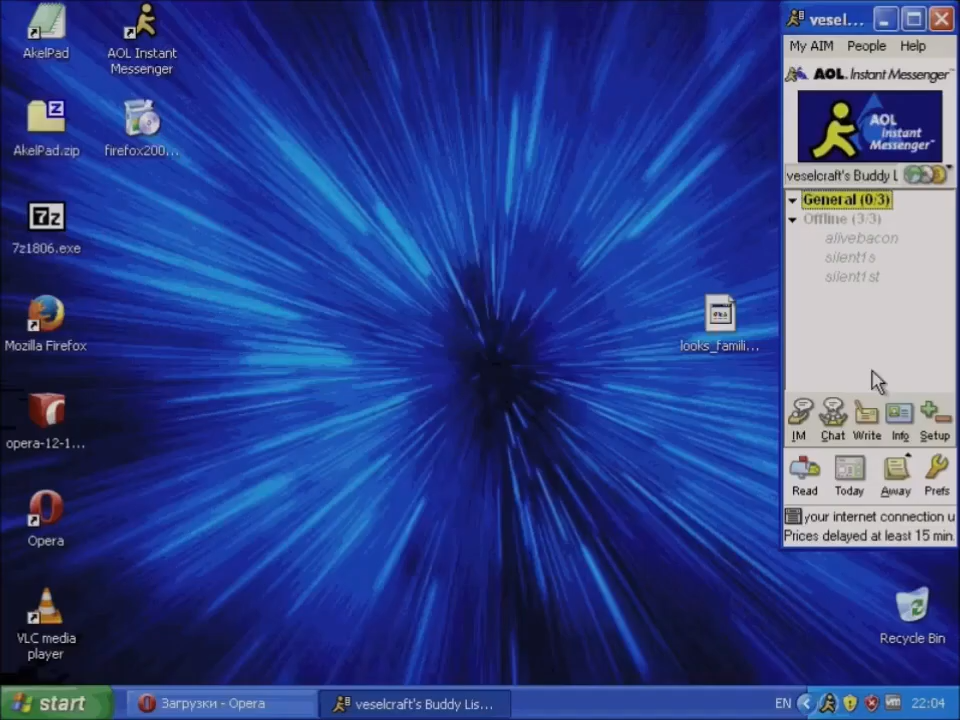 AkelPad
AOL Instant
Messenger
AkelPad.zip
firefox200...
7z
7z1806.exe
Mozilla Firefox
opera-12-1...
Opera
VLC media
player
looks_famili...
Recycle Bin
vesel...
My AIM People Help
AOL Instant Messenger™
AOL
Instant
Messenger™
veselcraft's Buddy L
General (0/3)
Offline (3/3)
alivebacon
silent1s
silent1st
IM Chat Write Info Setup
Read Today Away Prefs
your internet connection u
Prices delayed at least 15 min.
start
Загрузки - Opera
veselcraft's Buddy Lis...
EN
22:04